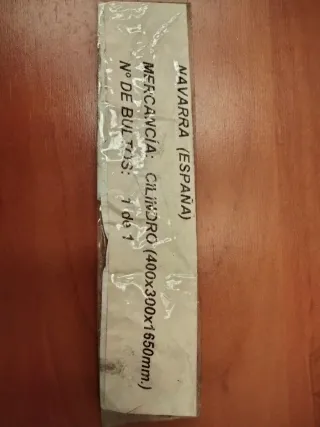 NAVARRA (ESPAÑA)
MERCANCÍA: CILINDRO (400x300x1650mm.)
Nº DE BULTOS: 1 de 1